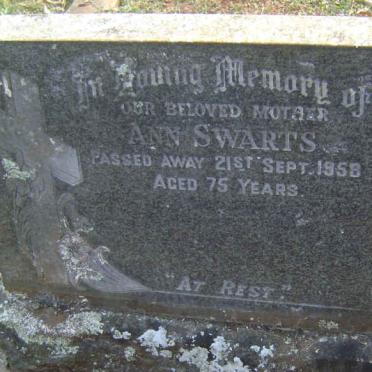 In Loving Memory of
OUR BELOVED MOTHER
ANN SWARTS
PASSED AWAY 21ST SEPT. 1958
AGED 75 YEARS
"AT REST."